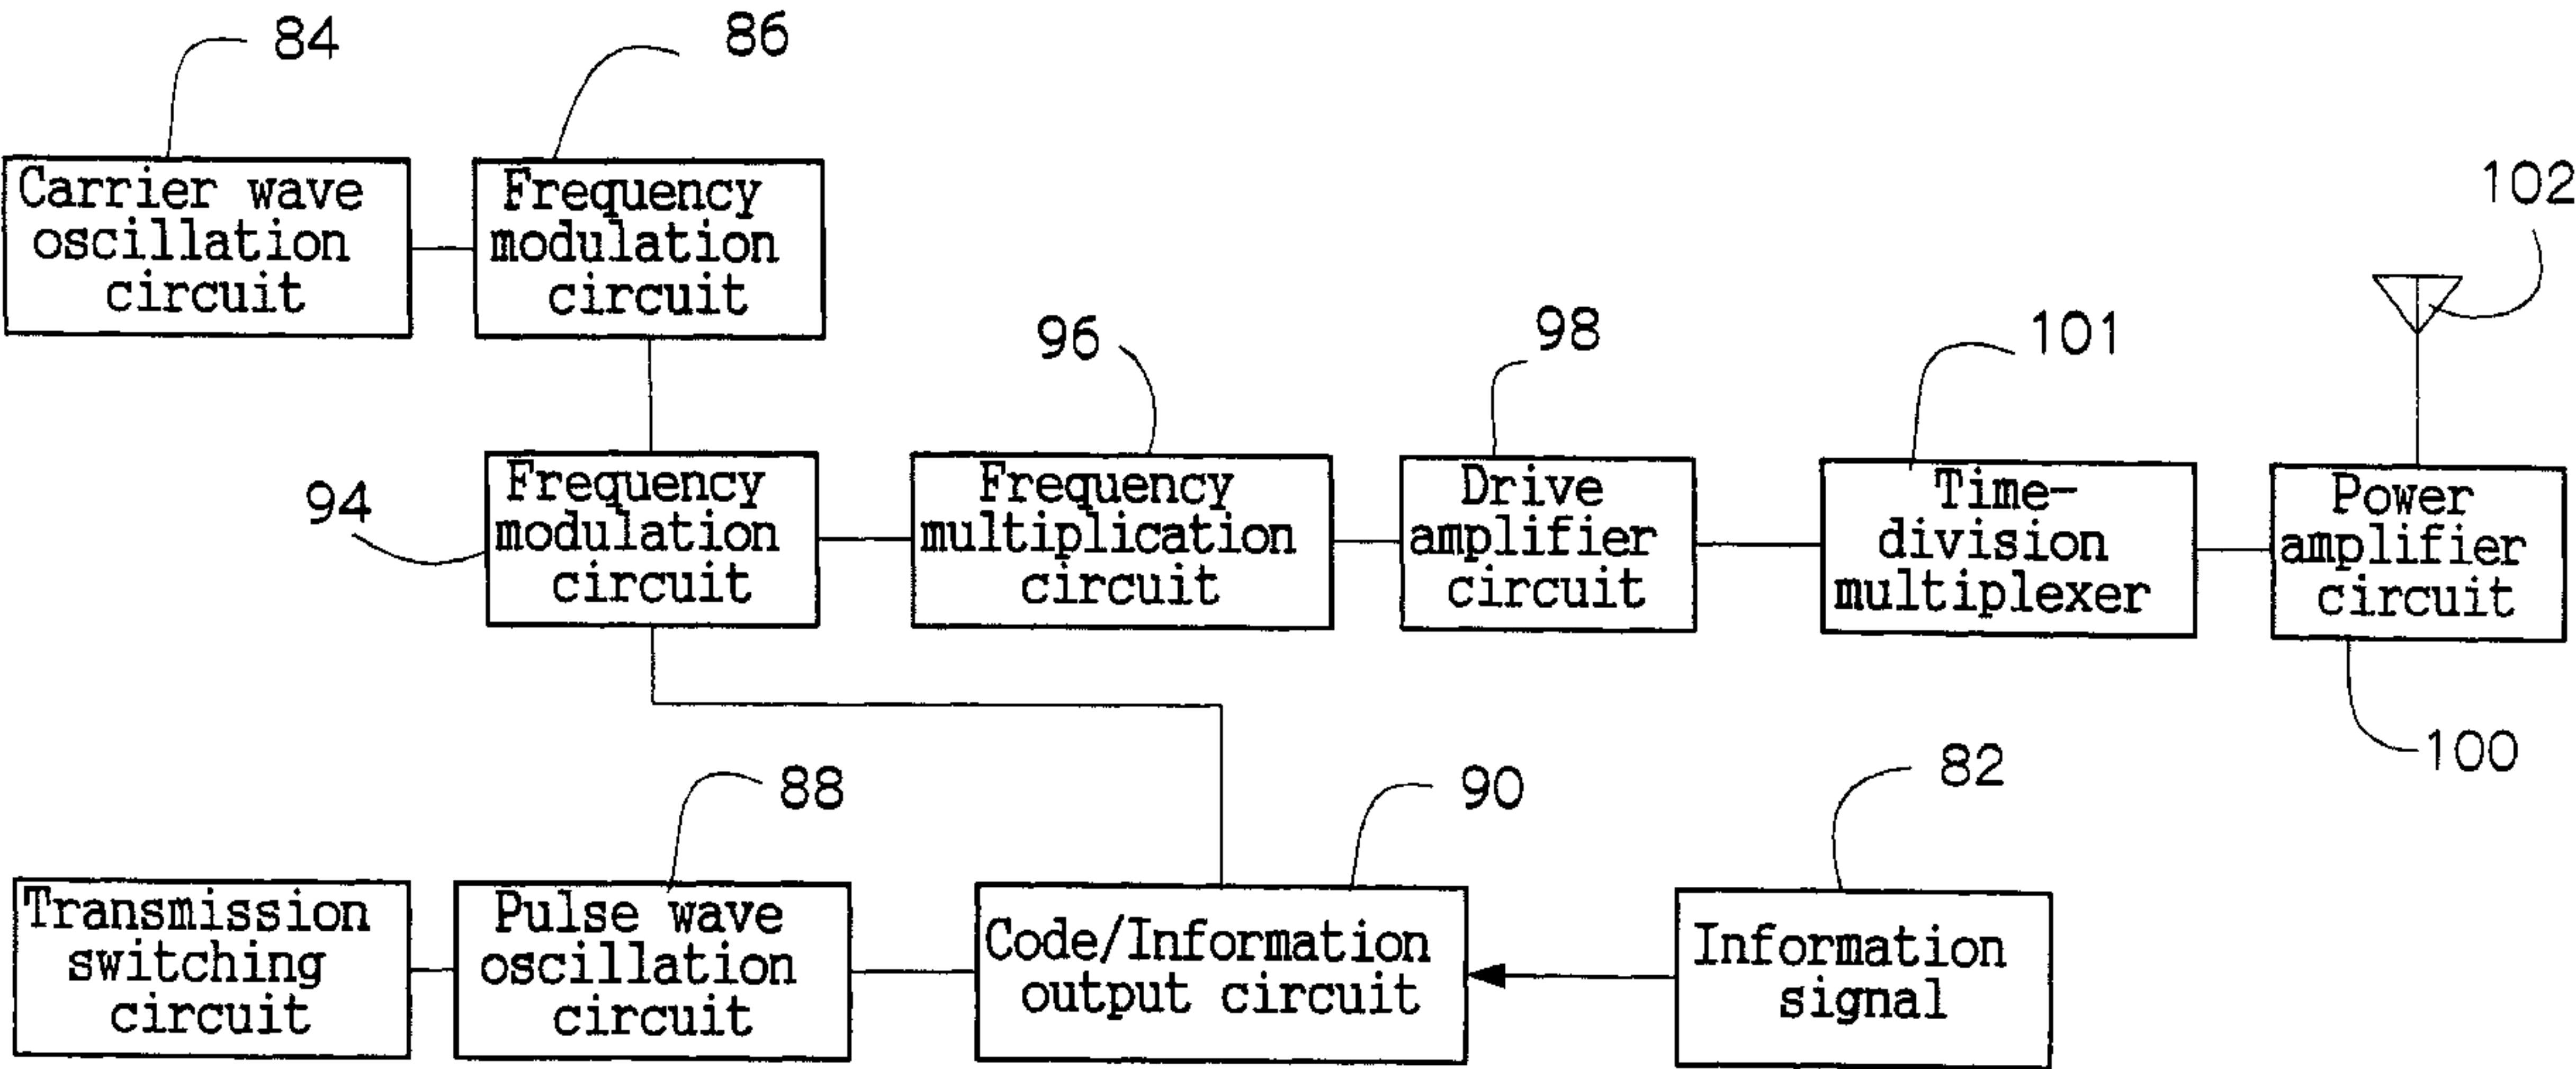 84
86
Carrier wave
oscillation
circuit
Frequency
modulation
circuit
102
96
98
101
94
Frequency
modulation
circuit
Frequency
multiplication
circuit
Drive
amplifier
circuit
Time-
division
multiplexer
Power
amplifier
circuit
100
88
90
82
Transmission
switching
circuit
Pulse wave
oscillation
circuit
Code/Information
output circuit
Information
signal